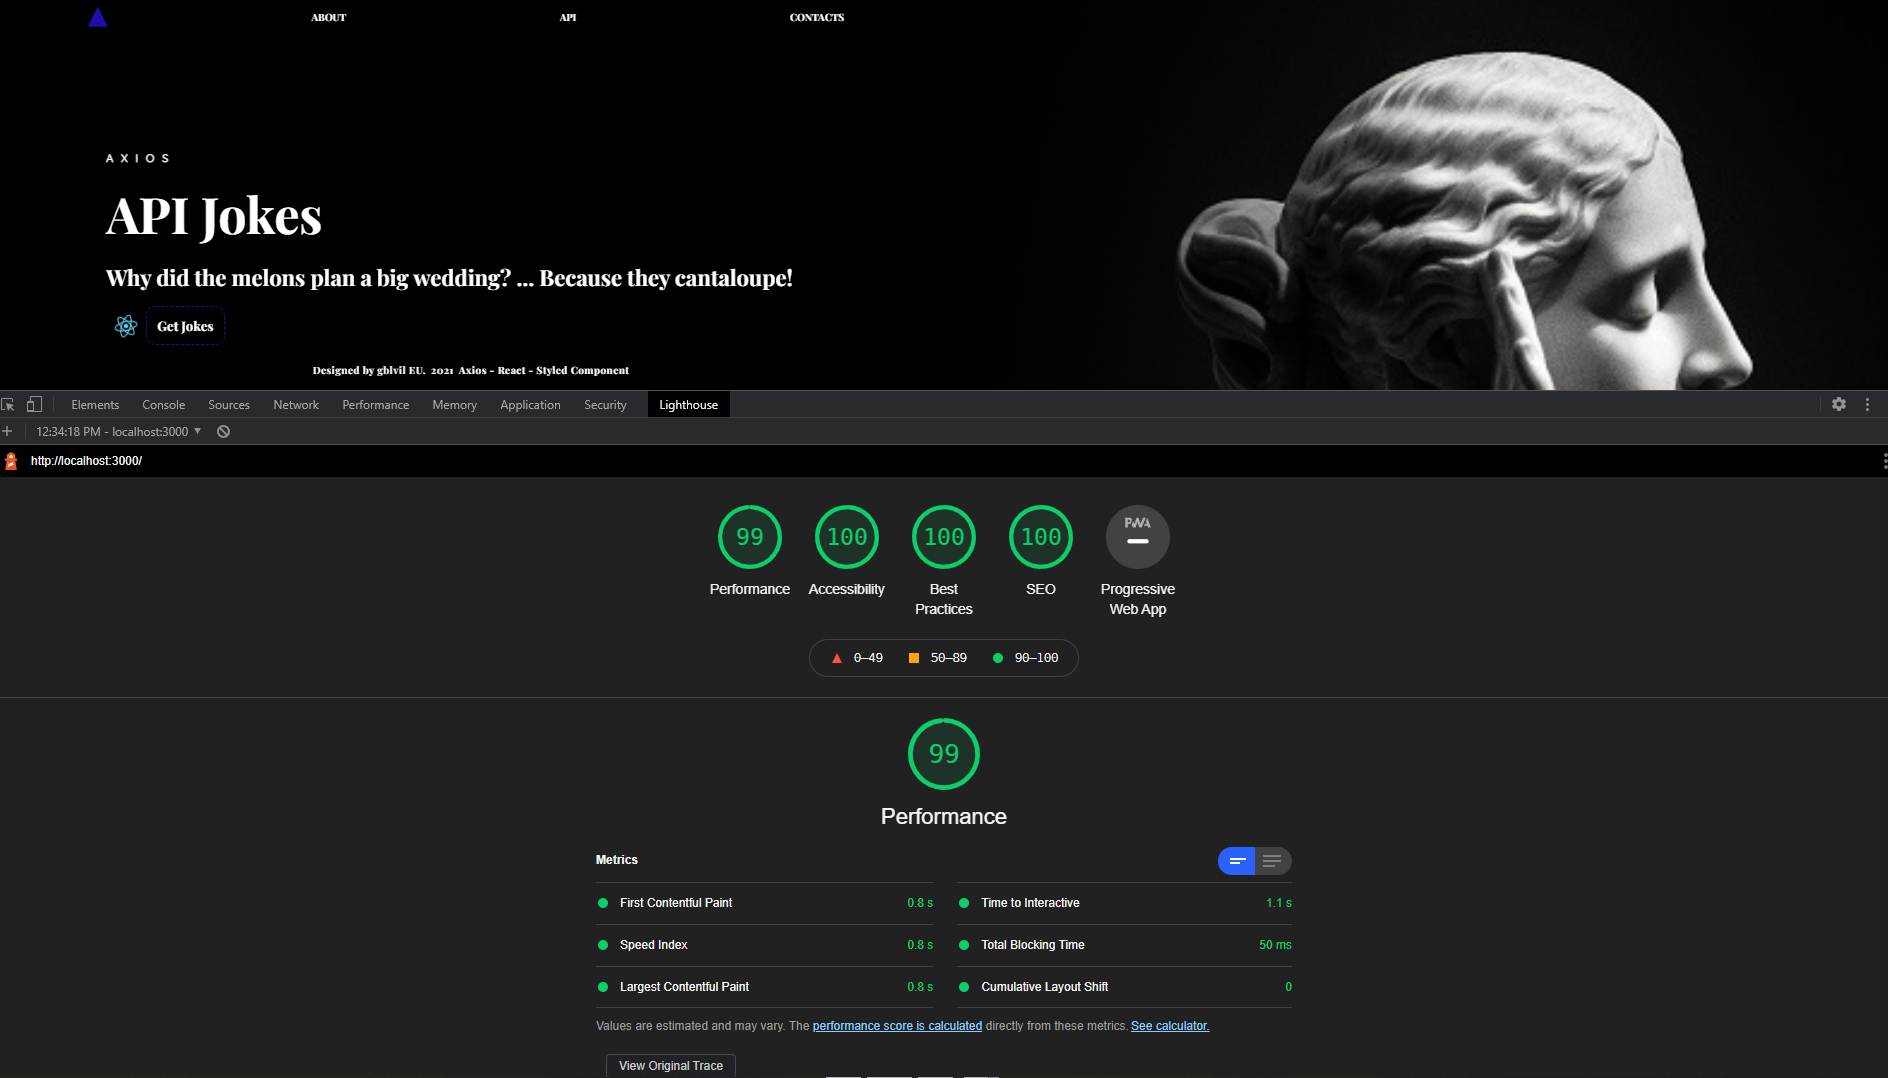 ABOUT API CONTACTS
AXIOS
API Jokes
Why did the melons plan a big wedding? ... Because they cantaloupe!
Get Jokes
Designed by gblvil EU. 2021 Axios - React - Styled Component
Elements Console Sources Network Performance Memory Application Security Lighthouse
12:34:18 PM - localhost:3000
http://localhost:3000/
99 100 100 100 PWA
Performance Accessibility Best Practices SEO Progressive Web App
0–49 50–89 90–100
99
Performance
Metrics
First Contentful Paint 0.8 s Time to Interactive 1.1 s
Speed Index 0.8 s Total Blocking Time 50 ms
Largest Contentful Paint 0.8 s Cumulative Layout Shift 0
Values are estimated and may vary. The performance score is calculated directly from these metrics. See calculator.
View Original Trace